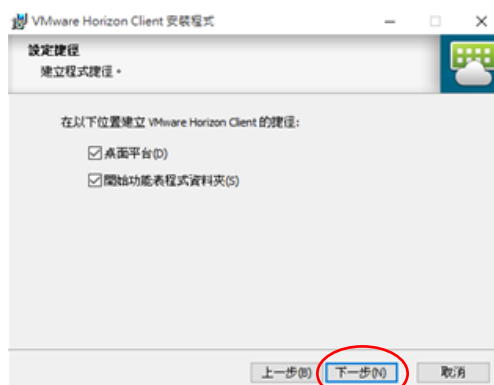 VMware Horizon Client 安裝程式
設定捷徑
建立程式捷徑。
在以下位置建立 VMware Horizon Client 的捷徑:
桌面平台(D)
開始功能表程式資料夾(S)
上一步(B) 下一步(N) 取消